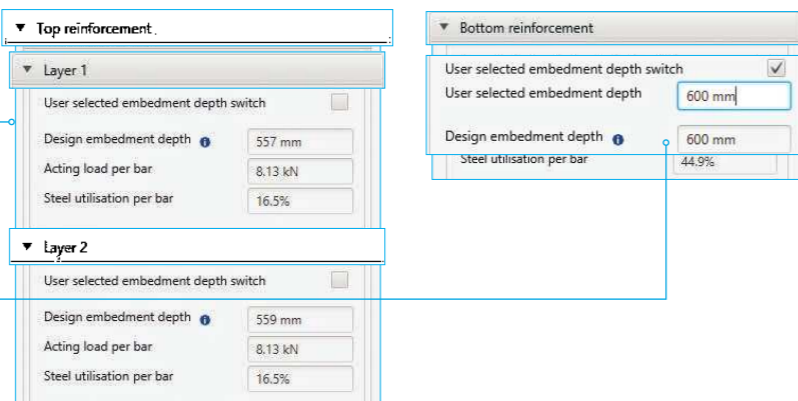 Top reinforcement
Layer 1
User selected embedment depth switch
Design embedment depth 557 mm
Acting load per bar 8.13 kN
Steel utilisation per bar 16.5%
Layer 2
User selected embedment depth switch
Design embedment depth 559 mm
Acting load per bar 8.13 kN
Steel utilisation per bar 16.5%
Bottom reinforcement
User selected embedment depth switch
User selected embedment depth 600 mm
Design embedment depth 600 mm
Steel utilisation per bar 44.9%